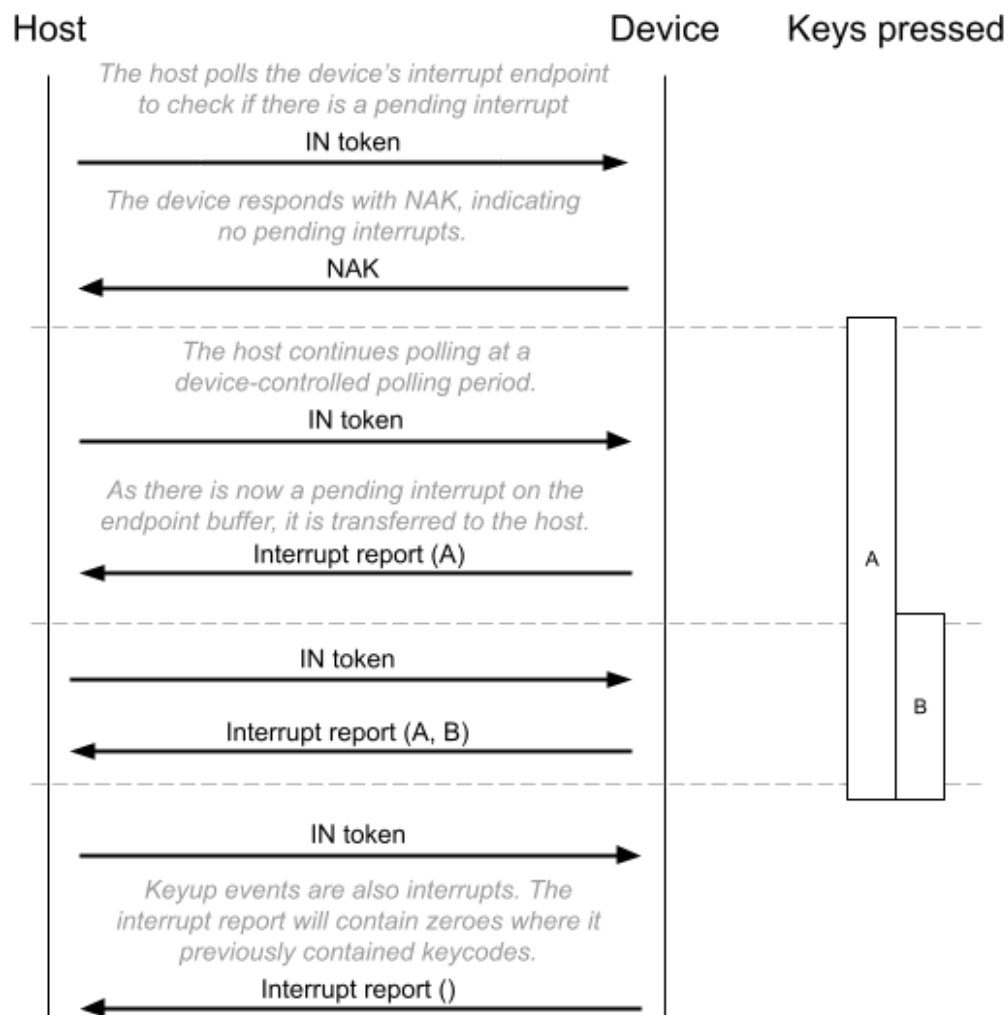 Host
Device
Keys pressed
The host polls the device's interrupt endpoint
to check if there is a pending interrupt
IN token
The device responds with NAK, indicating
no pending interrupts.
NAK
The host continues polling at a
device-controlled polling period.
IN token
As there is now a pending interrupt on the
endpoint buffer, it is transferred to the host.
Interrupt report (A)
A
IN token
B
Interrupt report (A, B)
IN token
Keyup events are also interrupts. The
interrupt report will contain zeroes where it
previously contained keycodes.
Interrupt report ()